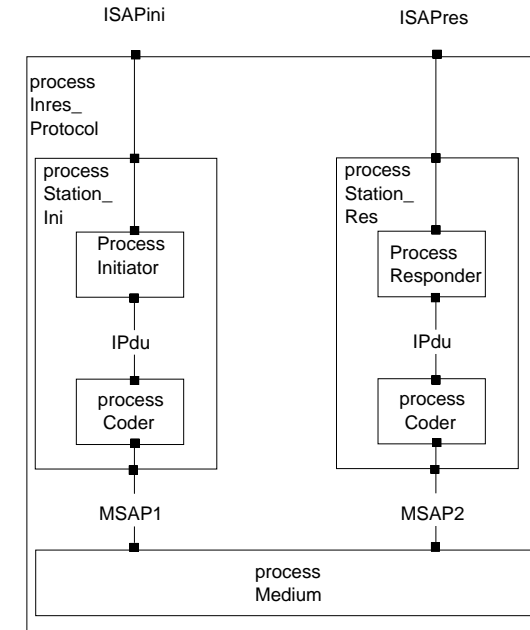 ISAPini
ISAPres
process
Inres_
Protocol
process
Station_
Ini
process
Station_
Res
Process
Initiator
Process
Responder
IPdu
IPdu
process
Coder
process
Coder
MSAP1
MSAP2
process
Medium